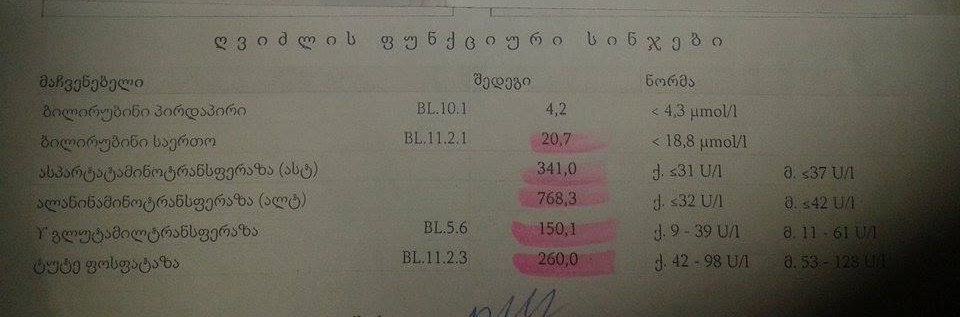 ღვიძლის ფუნქციური სინჯები
მაჩვენებელი შედეგი ნორმა
ბილირუბინი პირდაპირი BL.10.1 4,2 < 4,3 µmol/l
ბილირუბინი საერთო BL.11.2.1 20,7 < 18,8 µmol/l
ასპარტატამინოტრანსფერაზა (ასტ) 341,0 ქ. ≤31 U/l მ. ≤37 U/l
ალანინამინოტრანსფერაზა (ალტ) 768,3 ქ. ≤32 U/l მ. ≤42 U/l
ϒ გლუტამილტრანსფერაზა BL.5.6 150,1 ქ. 9 - 39 U/l მ. 11 - 61 U/l
ტუტე ფოსფატაზა BL.11.2.3 260,0 ქ. 42 - 98 U/l მ. 53 - 128 U/l